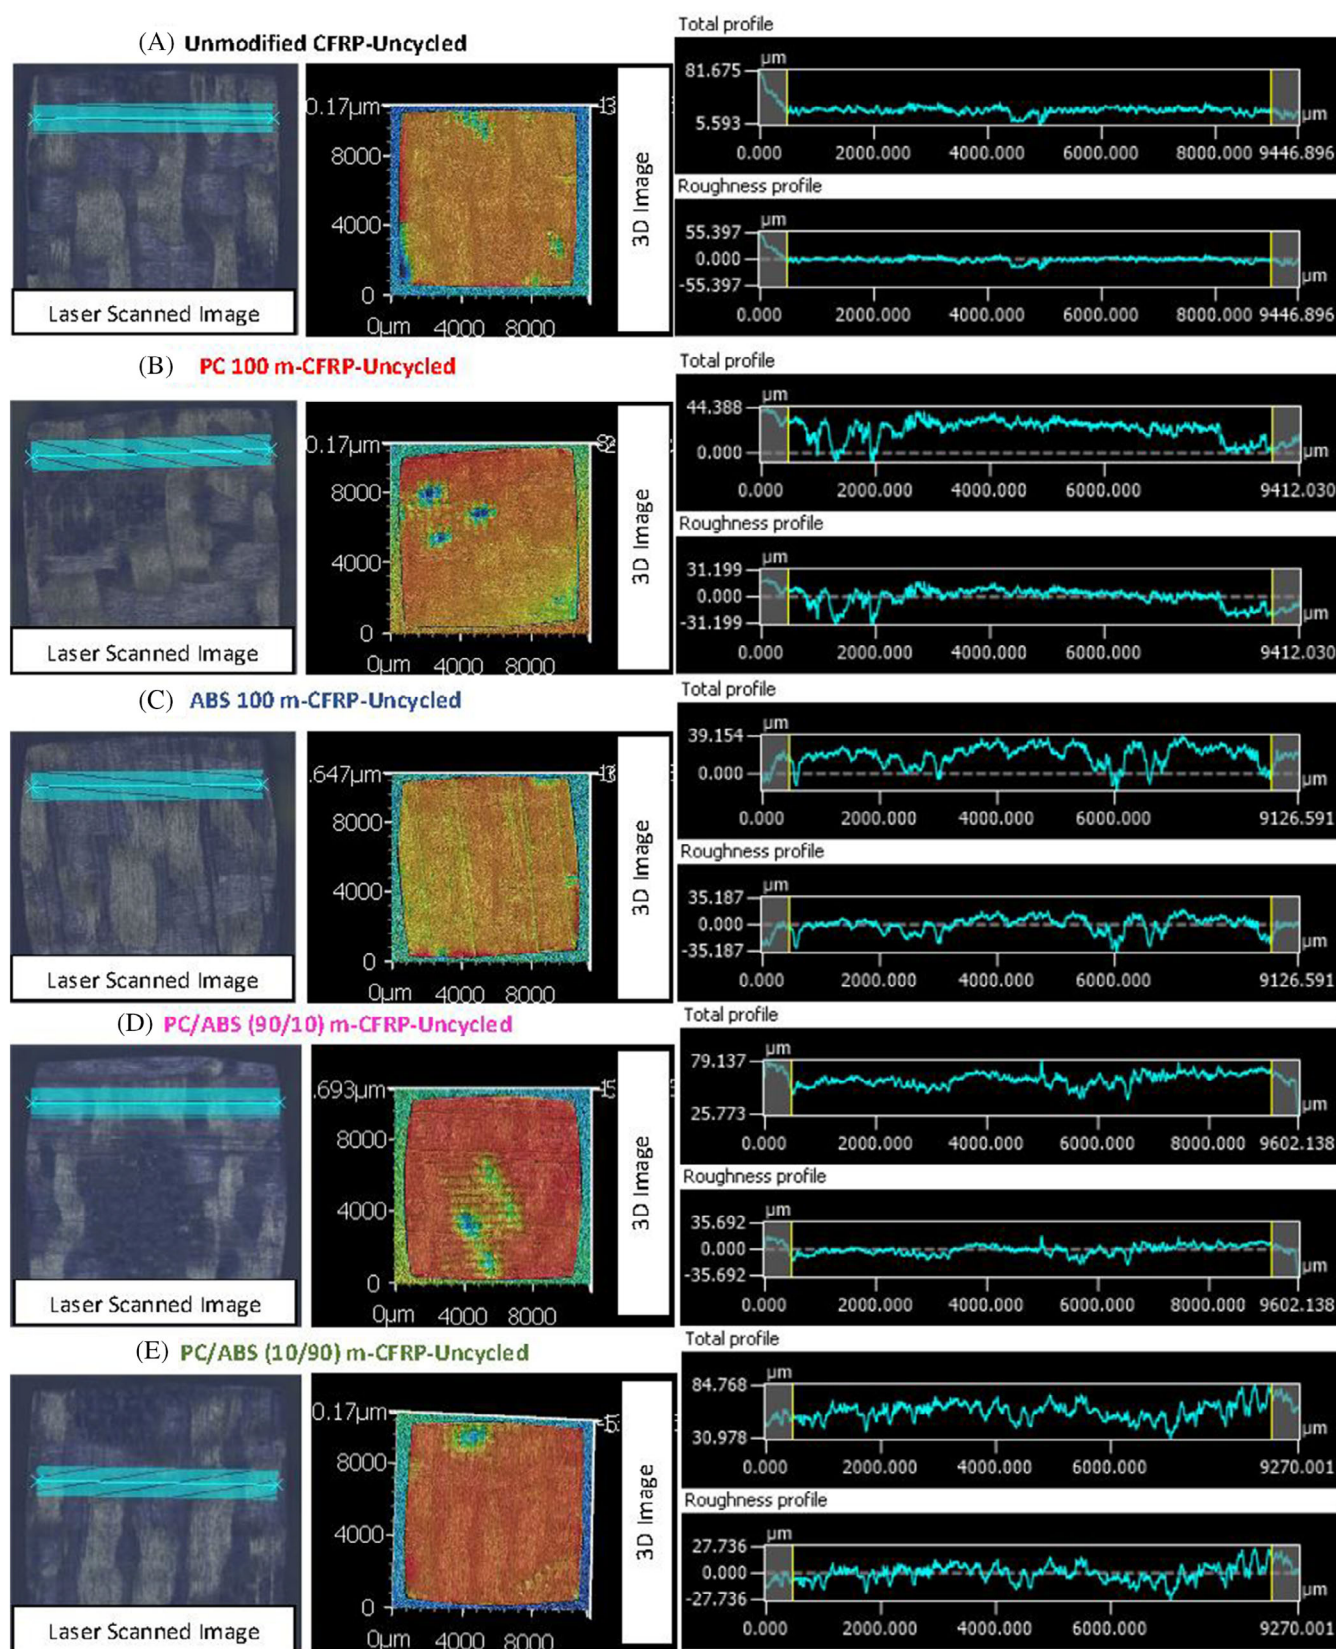 (A) Unmodified CFRP-Uncycled
Total profile
µm
81.675
5.593
µm
0.000 2000.000 4000.000 6000.000 8000.000 9446.896
Roughness profile
µm
55.397
0.000
-55.397
µm
0.000 2000.000 4000.000 6000.000 8000.000 9446.896
0.17µm
8000
4000
0
0µm 4000 8000
3D Image
Laser Scanned Image
(B) PC 100 m-CFRP-Uncycled
Total profile
µm
44.388
0.000
µm
0.000 2000.000 4000.000 6000.000 9412.030
Roughness profile
µm
31.199
0.000
-31.199
µm
0.000 2000.000 4000.000 6000.000 9412.030
0.17µm
8000
4000
0
0µm 4000 8000
3D Image
Laser Scanned Image
(C) ABS 100 m-CFRP-Uncycled
Total profile
µm
39.154
0.000
µm
0.000 2000.000 4000.000 6000.000 9126.591
Roughness profile
µm
35.187
0.000
-35.187
µm
0.000 2000.000 4000.000 6000.000 9126.591
.647µm
8000
4000
0
0µm 4000 8000
3D Image
Laser Scanned Image
(D) PC/ABS (90/10) m-CFRP-Uncycled
Total profile
µm
79.137
25.773
µm
0.000 2000.000 4000.000 6000.000 8000.000 9602.138
Roughness profile
µm
35.692
0.000
-35.692
µm
0.000 2000.000 4000.000 6000.000 8000.000 9602.138
.693µm
8000
4000
0
0µm 4000 8000
3D Image
Laser Scanned Image
(E) PC/ABS (10/90) m-CFRP-Uncycled
Total profile
µm
84.768
30.978
µm
0.000 2000.000 4000.000 6000.000 9270.001
Roughness profile
µm
27.736
0.000
-27.736
µm
0.000 2000.000 4000.000 6000.000 9270.001
0.17µm
8000
4000
0
0µm 4000 8000
3D Image
Laser Scanned Image